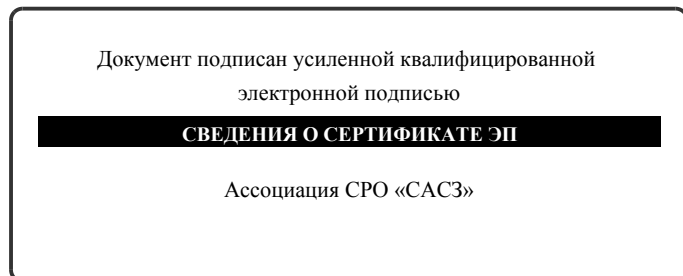 Документ подписан усиленной квалифицированной
электронной подписью
СВЕДЕНИЯ О СЕРТИФИКАТЕ ЭП
Ассоциация СРО «САСЗ»